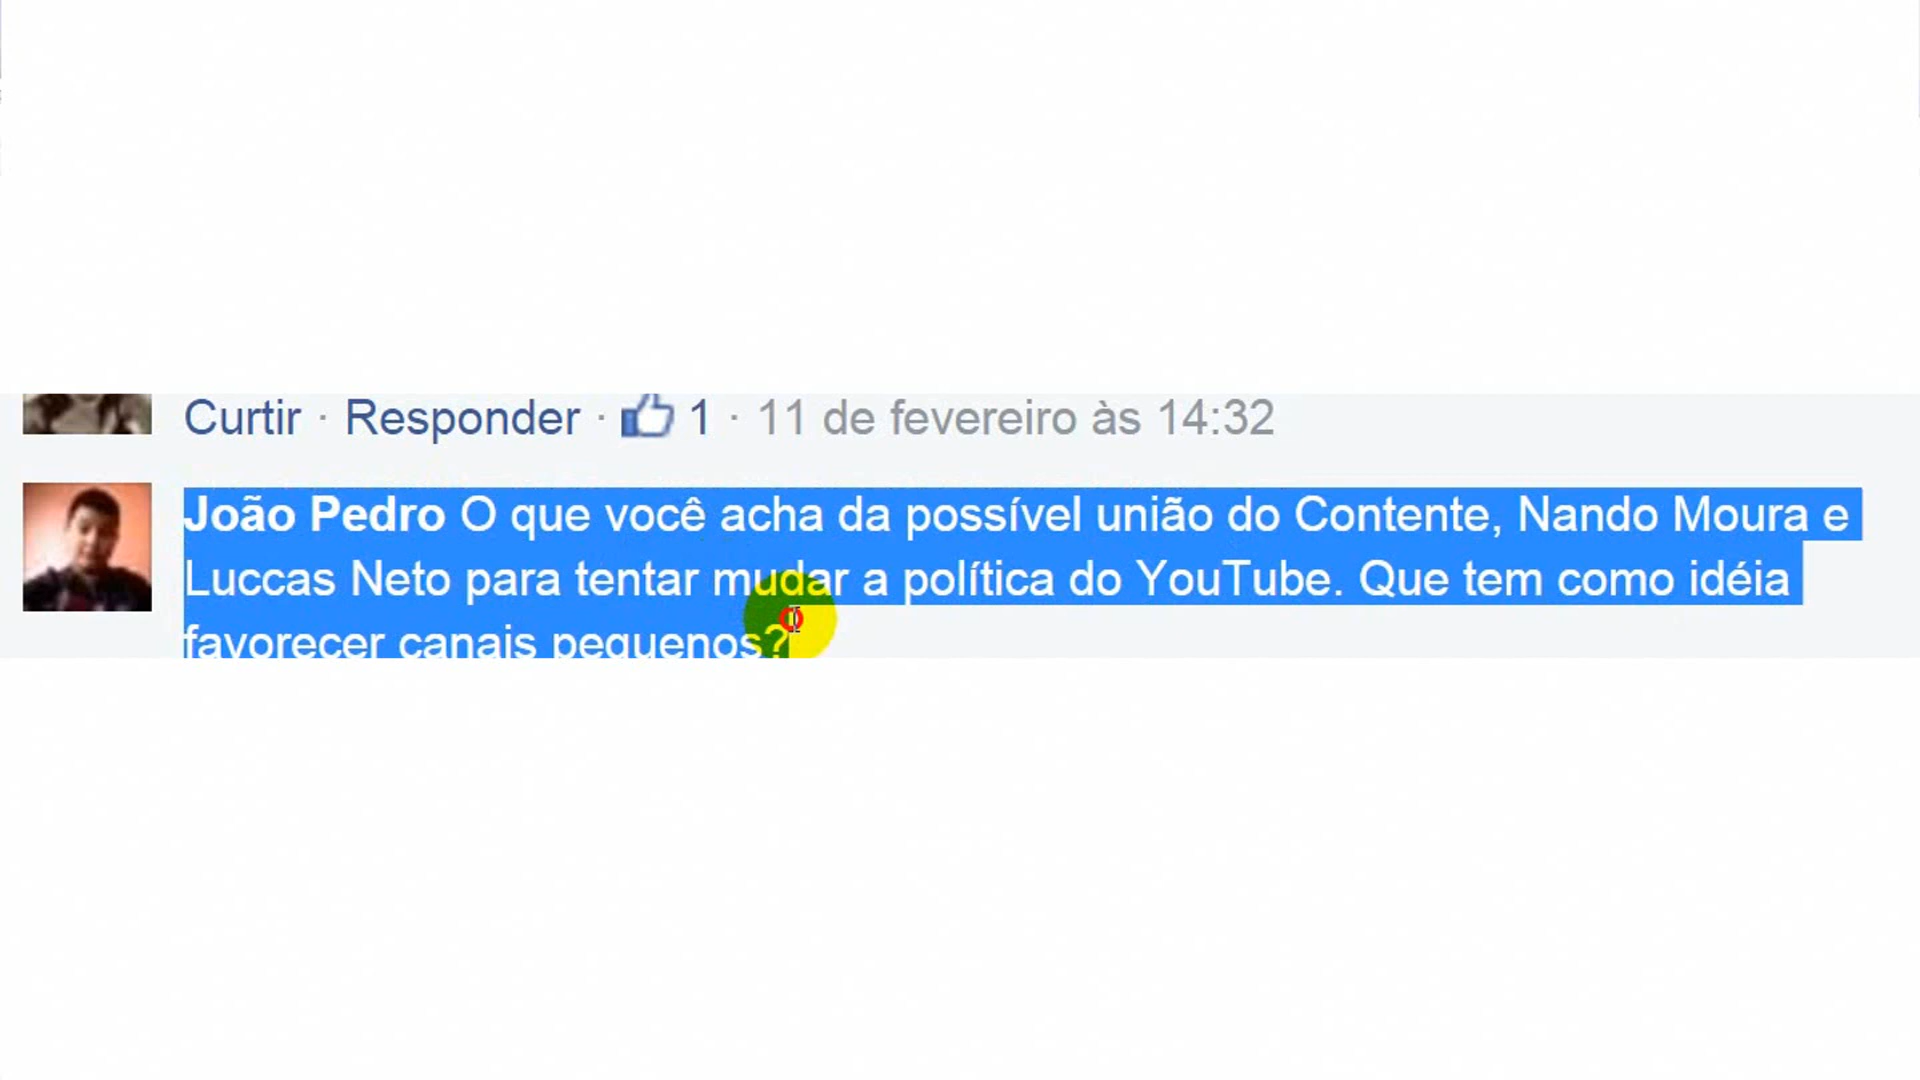 Curtir · Responder · 1 · 11 de fevereiro às 14:32
João Pedro O que você acha da possível união do Contente, Nando Moura e
Luccas Neto para tentar mudar a política do YouTube. Que tem como idéia
favorecer canais pequenos?